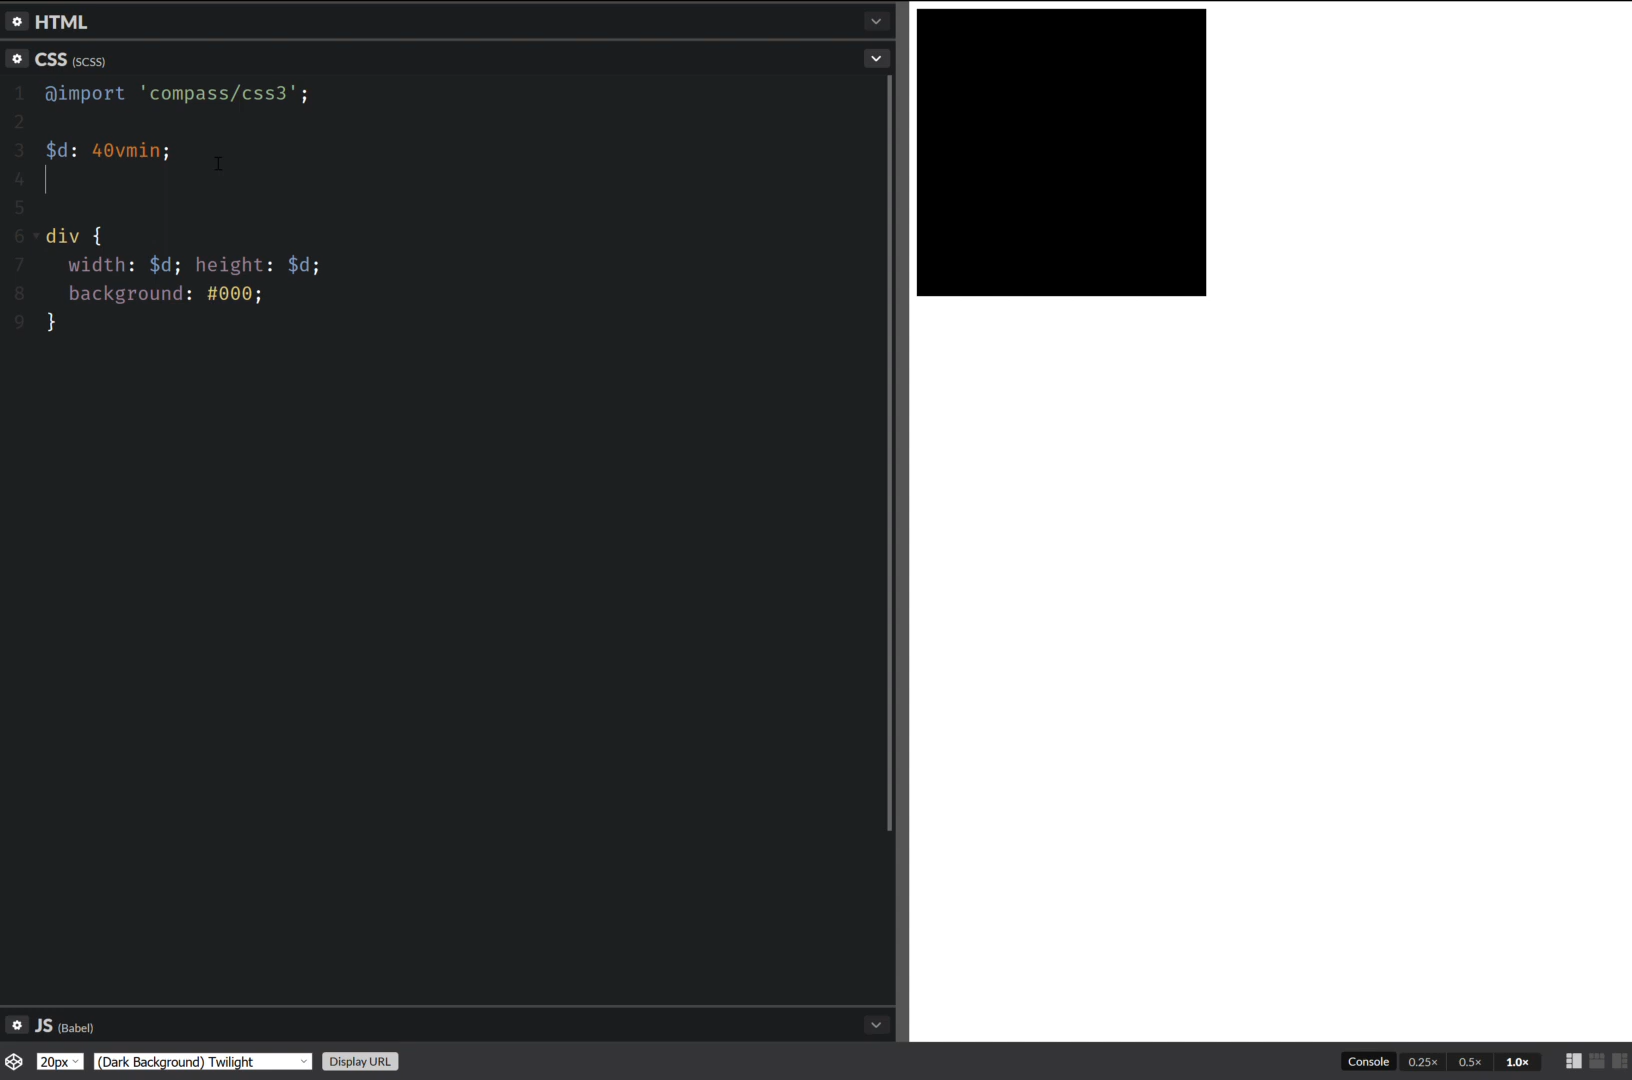 HTML
CSS (SCSS)
1 @import 'compass/css3';
2
3 $d: 40vmin;
4
5
6 div {
7 width: $d; height: $d;
8 background: #000;
9 }
JS (Babel)
20px (Dark Background) Twilight Display URL Console 0.25× 0.5× 1.0×